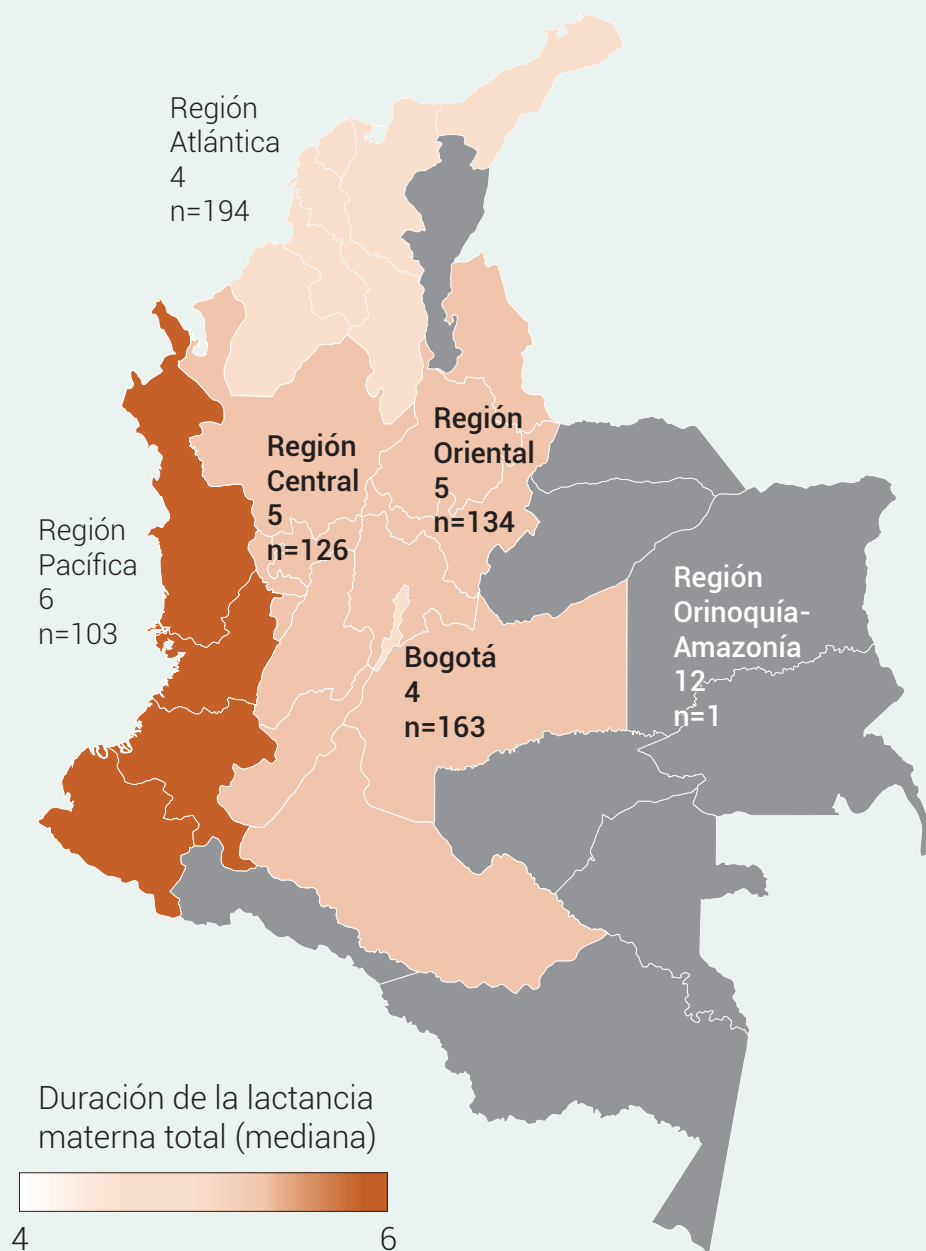 Región
Atlántica
4
n=194
Región
Central
5
n=126
Región
Oriental
5
n=134
Región
Pacífica
6
n=103
Región
Orinoquía-
Amazonía
12
n=1
Bogotá
4
n=163
Duración de la lactancia
materna total (mediana)
4
6